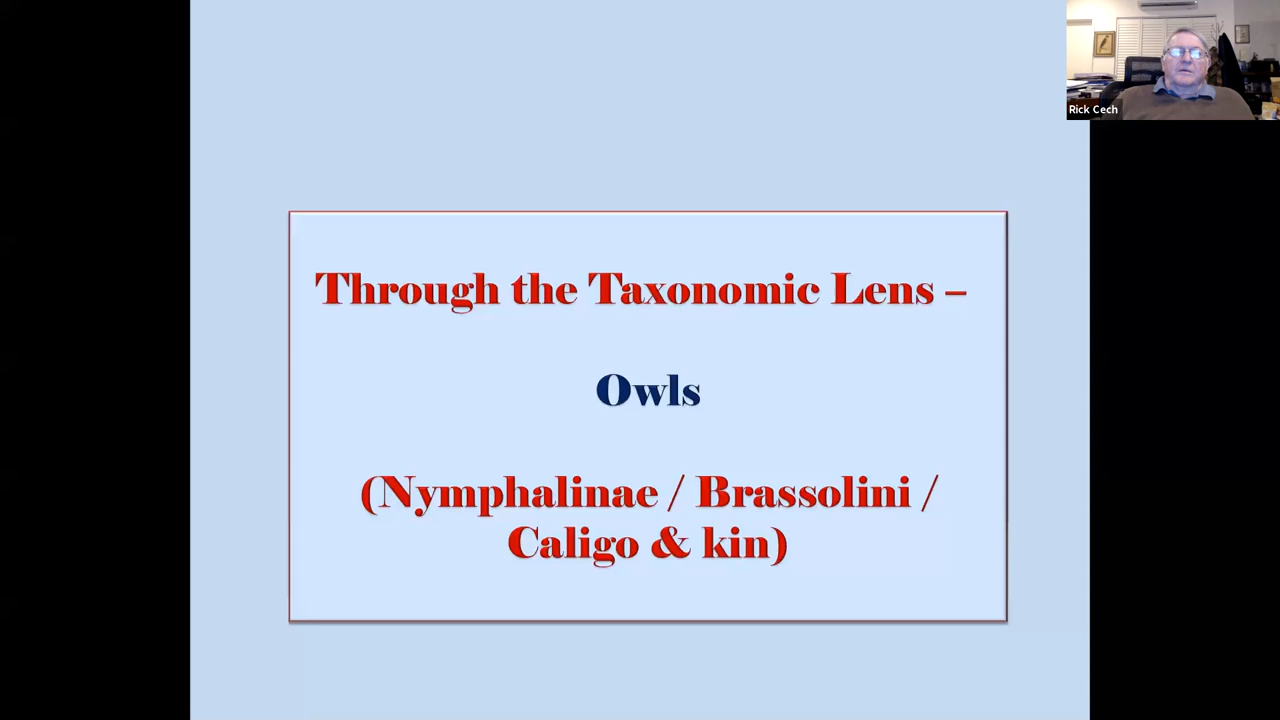 Rick Cech
Through the Taxonomic Lens –
Owls
(Nymphalinae / Brassolini /
Caligo & kin)